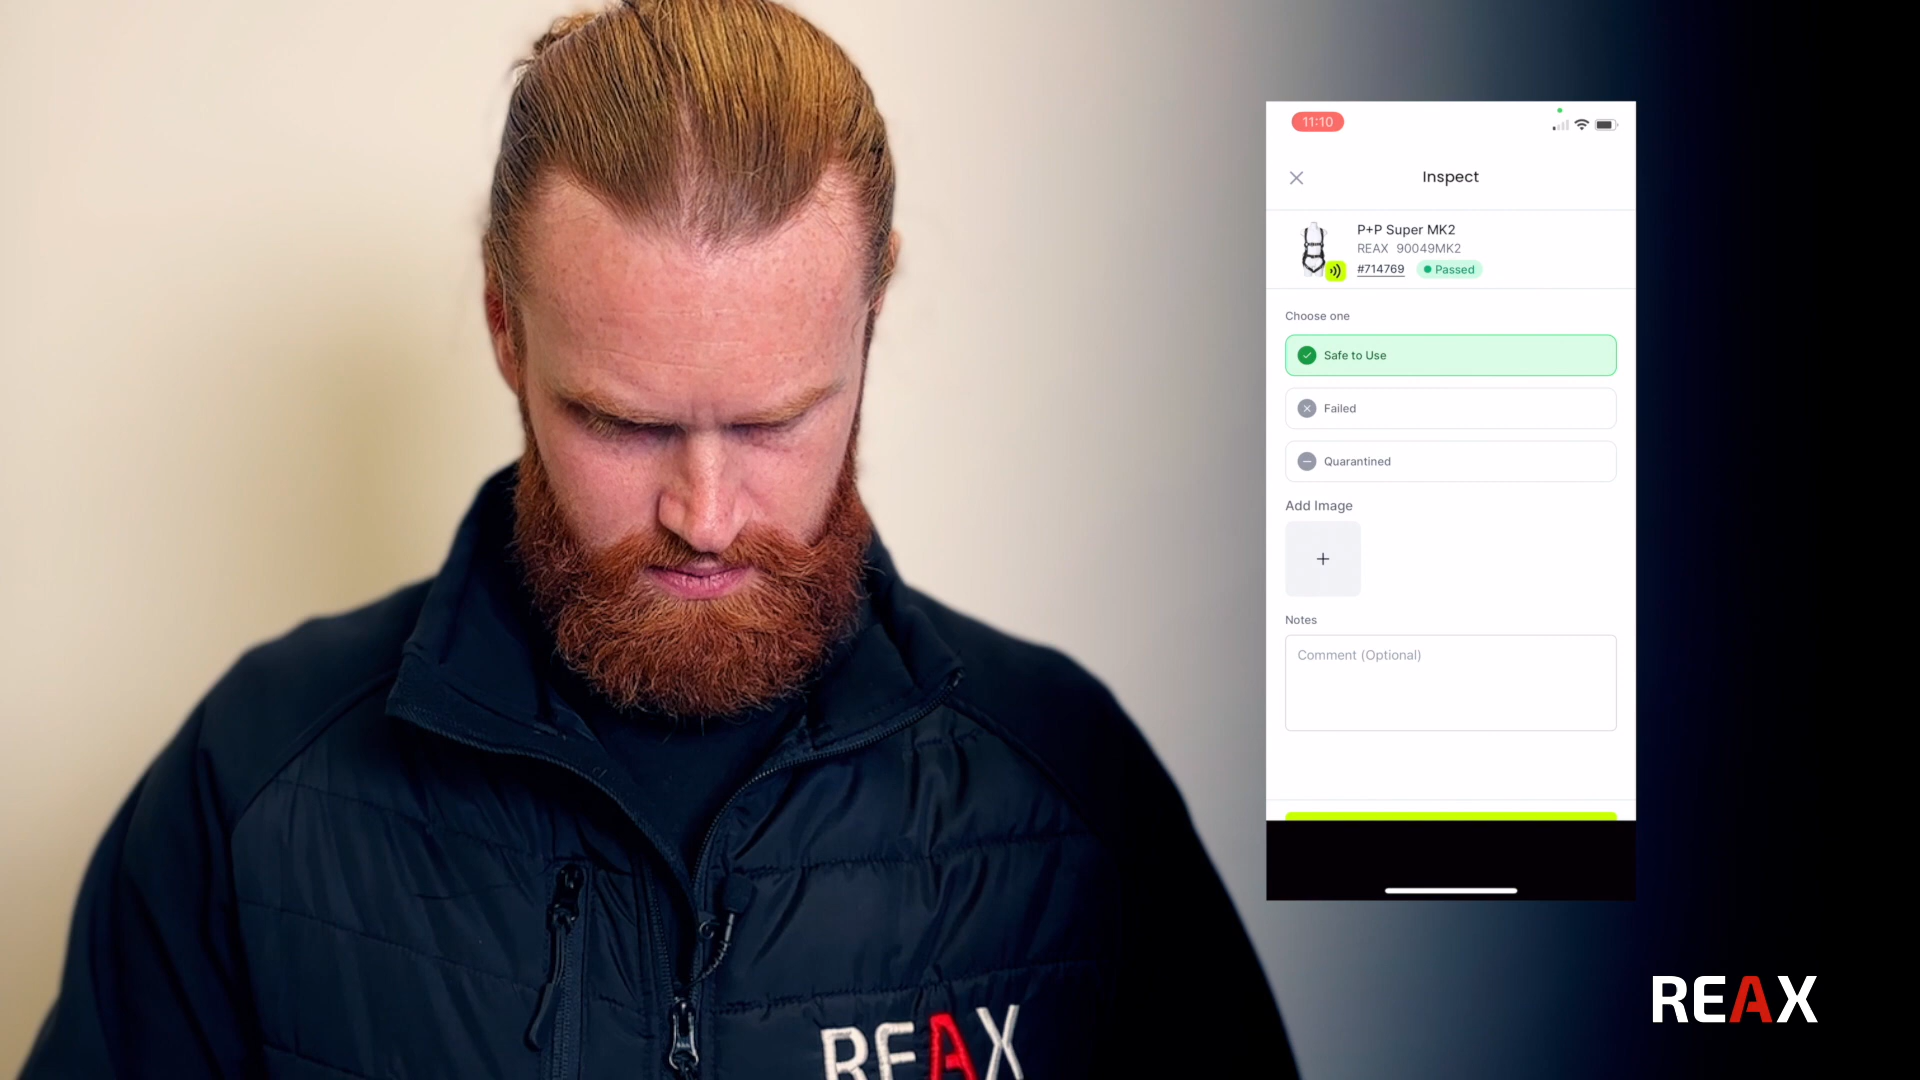 11:10
Inspect
P+P Super MK2
REAX 90049MK2
#714769 Passed
Choose one
Safe to Use
Failed
Quarantined
Add Image
Notes
Comment (Optional)
REAX
REAX